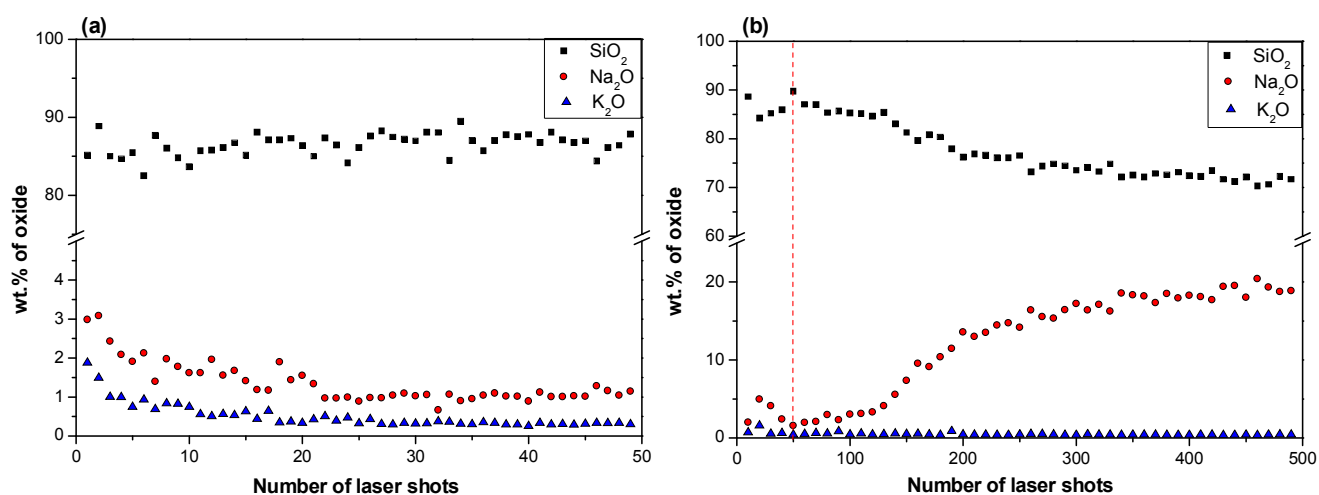 (a)
100
90
80
4
3
2
1
0
0 10 20 30 40 50
wt.% of oxide
Number of laser shots
SiO₂
Na₂O
K₂O
(b)
100
90
80
70
60
20
10
0
0 100 200 300 400 500
wt.% of oxide
Number of laser shots
SiO₂
Na₂O
K₂O